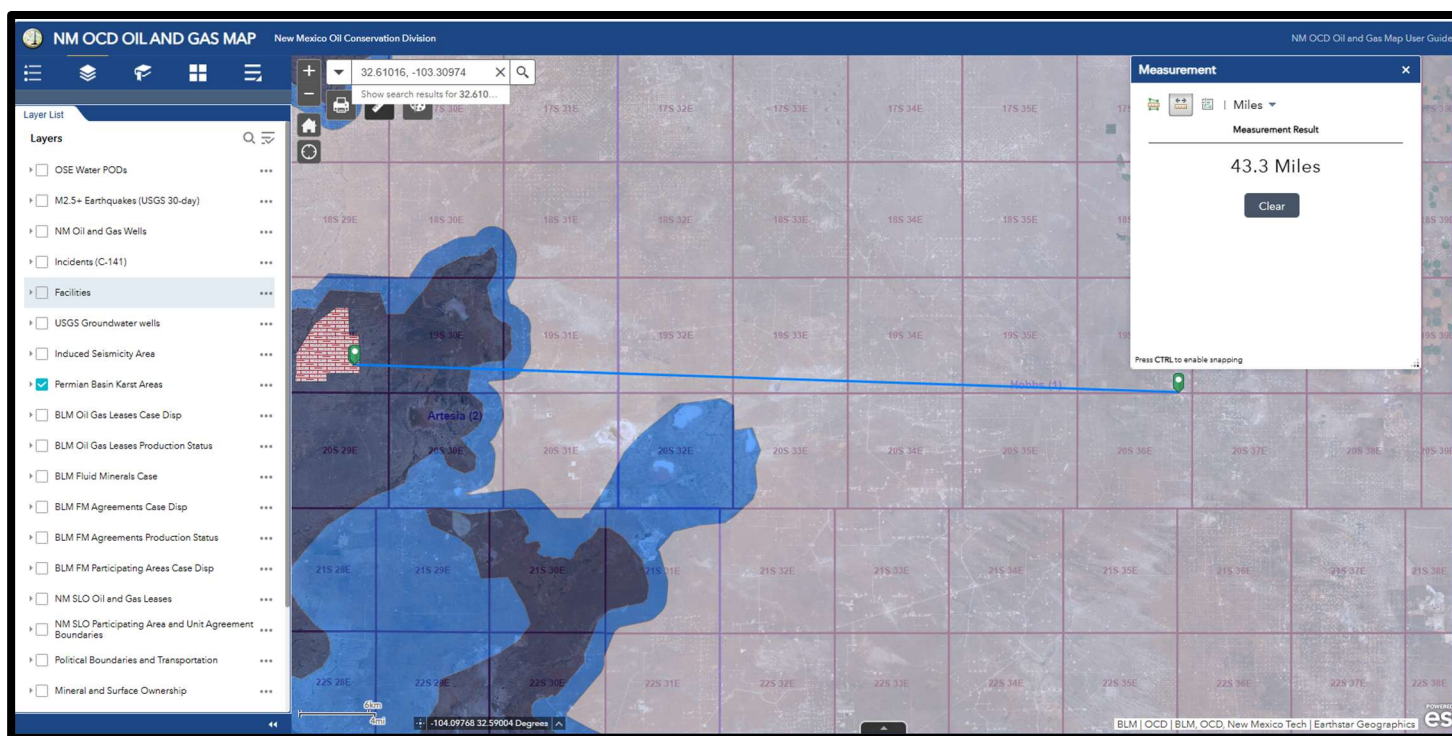 NM OCD OIL AND GAS MAP
New Mexico Oil Conservation Division
NM OCD Oil and Gas Map User Guide
Layer List
Layers
OSE Water PODs
M2.5+ Earthquakes (USGS 30-day)
NM Oil and Gas Wells
Incidents (C-141)
Facilities
USGS Groundwater wells
Induced Seismicity Area
Permian Basin Karst Areas
BLM Oil Gas Leases Case Disp
BLM Oil Gas Leases Production Status
BLM Fluid Minerals Case
BLM FM Agreements Case Disp
BLM FM Agreements Production Status
BLM FM Participating Areas Case Disp
NM SLO Oil and Gas Leases
NM SLO Participating Area and Unit Agreement
Boundaries
Political Boundaries and Transportation
Mineral and Surface Ownership
32.61016, -103.30974
Show search results for 32.610...
Measurement
Miles
Measurement Result
43.3 Miles
Clear
Press CTRL to enable snapping
17S 31E 17S 32E 17S 33E 17S 34E 17S 35E
18S 29E 18S 30E 18S 31E 18S 32E 18S 33E 18S 34E 18S 35E
19S 30E 19S 31E 19S 32E 19S 33E 19S 34E 19S 35E
Hobbs (1)
Artesia (2)
20S 29E 20S 30E 20S 31E 20S 32E 20S 33E 20S 34E 20S 35E 20S 36E 20S 37E 20S 38E
21S 28E 21S 29E 21S 30E 21S 31E 21S 32E 21S 33E 21S 34E 21S 35E 21S 36E 21S 37E 21S 38E
22S 28E 22S 29E 22S 30E 22S 31E 22S 32E 22S 33E 22S 34E 22S 35E 22S 36E 22S 37E 22S 38E
6km
4mi
-104.09768 32.59004 Degrees
BLM | OCD | BLM, OCD, New Mexico Tech | Earthstar Geographics